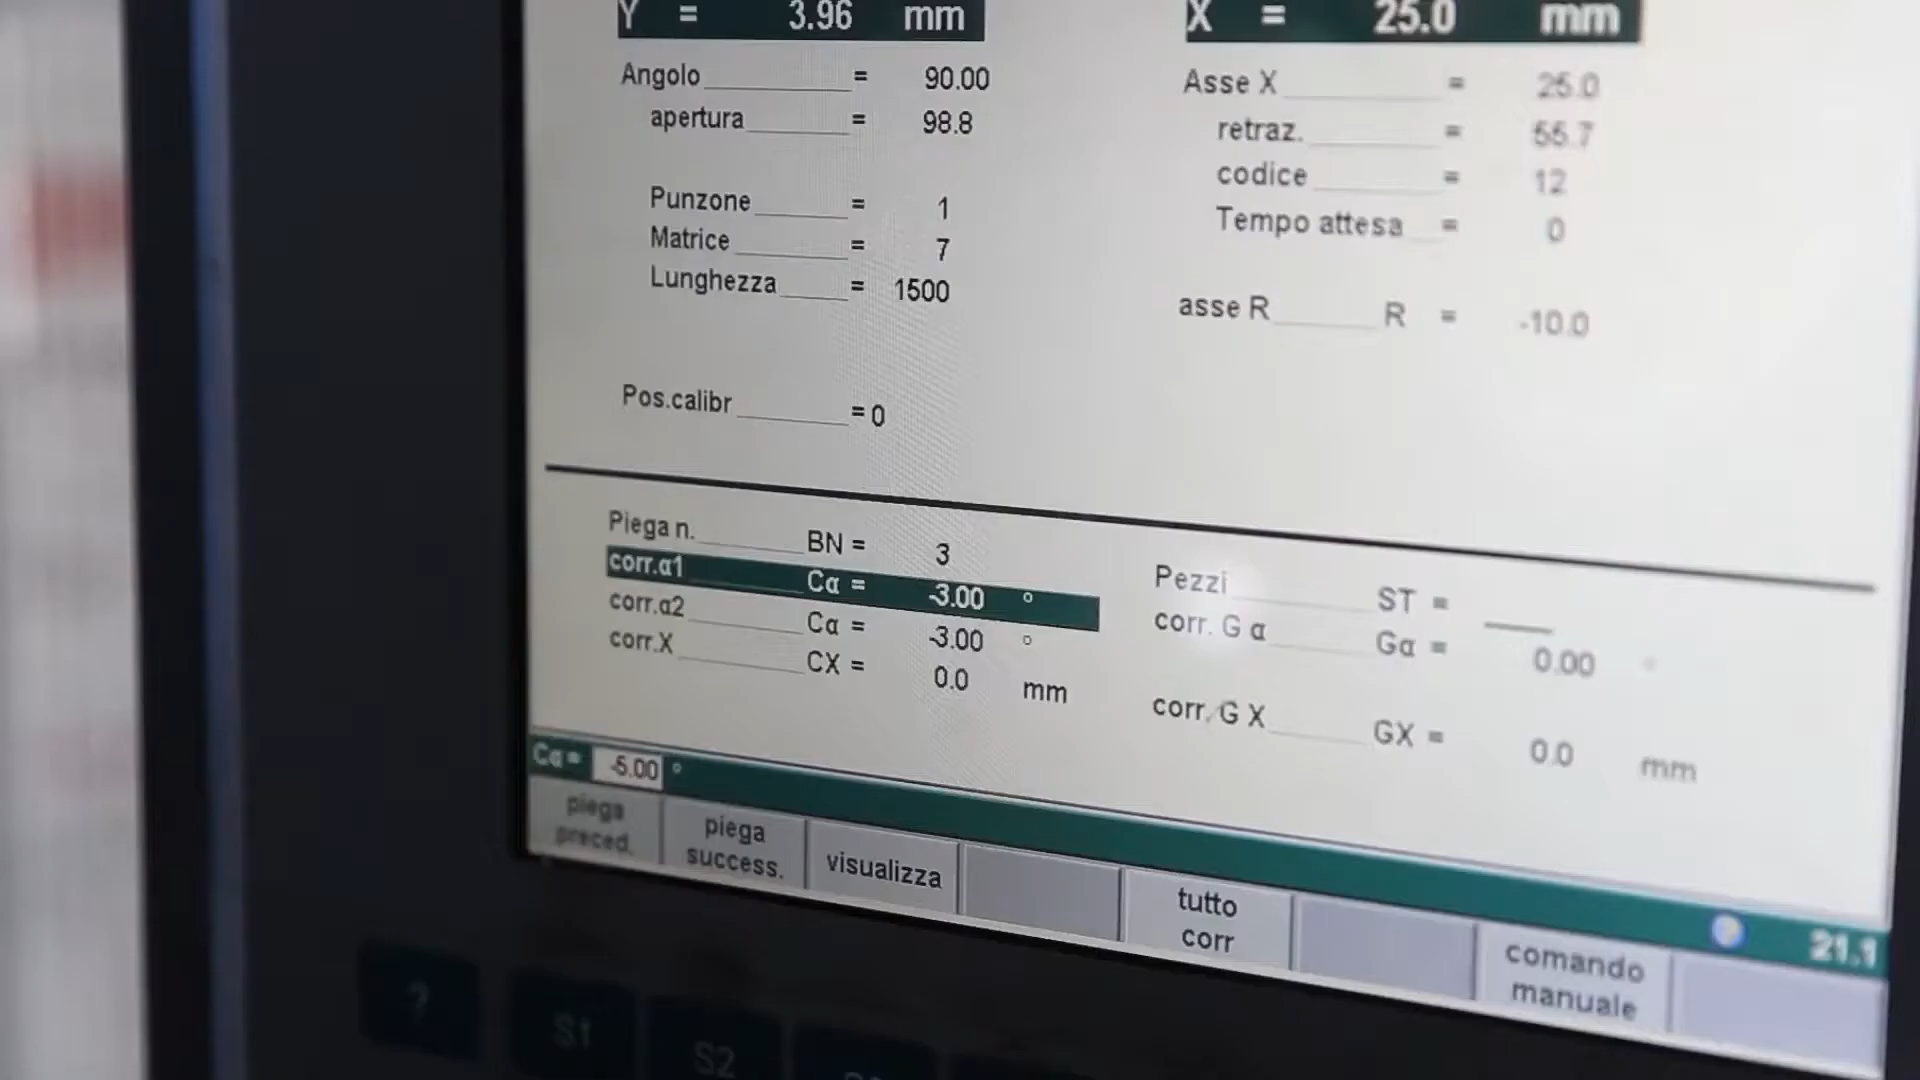 Y = 3.96 mm
X = 25.0 mm
Angolo = 90.00
apertura = 98.8
Punzone = 1
Matrice = 7
Lunghezza = 1500
Pos.calibr = 0
Asse X = 25.0
retraz. = 55.7
codice = 12
Tempo attesa = 0
asse R R = -10.0
Piega n. BN = 3
corr.α1 Cα = -3.00 °
corr.α2 Cα = -3.00 °
corr.X CX = 0.0 mm
Pezzi ST =
corr. G α Gα = 0.00 °
corr. G X GX = 0.0 mm
Cα = -5.00 °
21.1
piega preced.
piega success.
visualizza
tutto corr
comando manuale
?
S1
S2